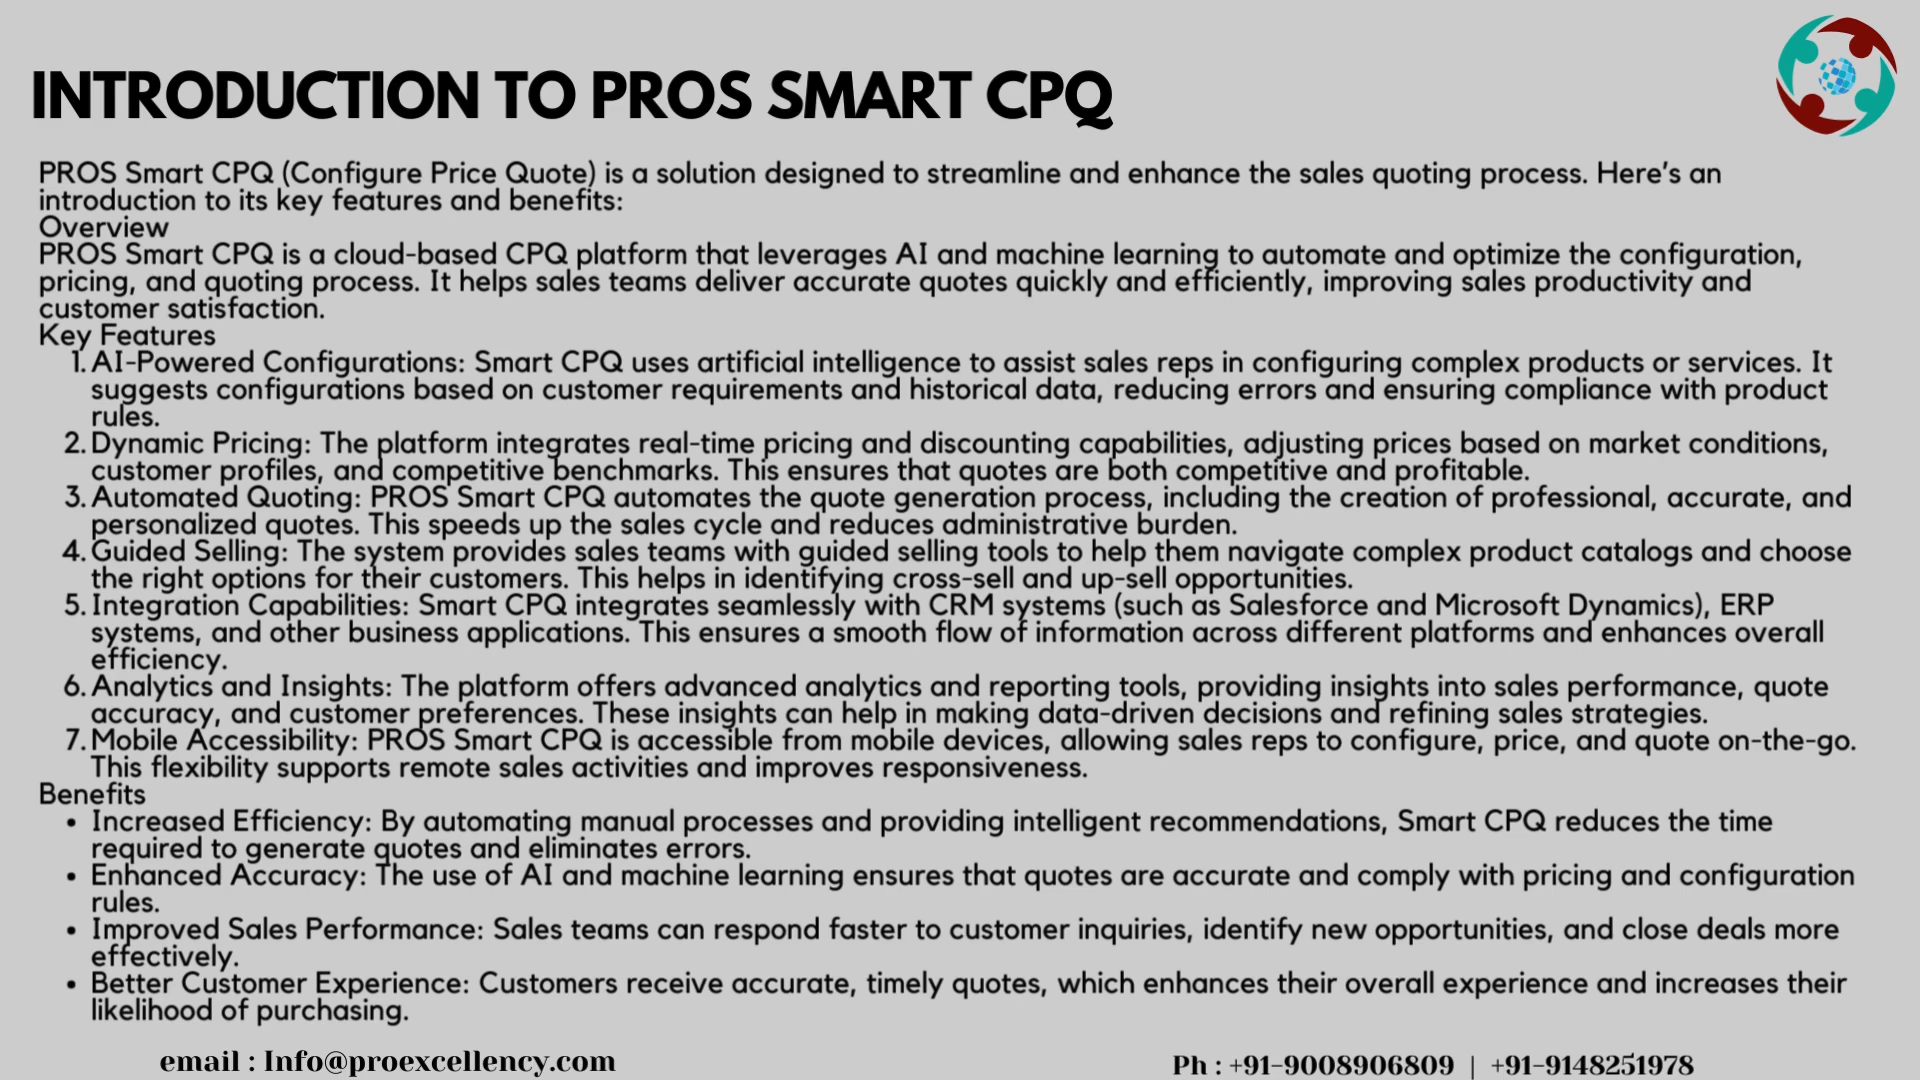 INTRODUCTION TO PROS SMART CPQ
PROS Smart CPQ (Configure Price Quote) is a solution designed to streamline and enhance the sales quoting process. Here’s an
introduction to its key features and benefits:
Overview
PROS Smart CPQ is a cloud-based CPQ platform that leverages AI and machine learning to automate and optimize the configuration,
pricing, and quoting process. It helps sales teams deliver accurate quotes quickly and efficiently, improving sales productivity and
customer satisfaction.
Key Features
1. AI-Powered Configurations: Smart CPQ uses artificial intelligence to assist sales reps in configuring complex products or services. It
suggests configurations based on customer requirements and historical data, reducing errors and ensuring compliance with product
rules.
2. Dynamic Pricing: The platform integrates real-time pricing and discounting capabilities, adjusting prices based on market conditions,
customer profiles, and competitive benchmarks. This ensures that quotes are both competitive and profitable.
3. Automated Quoting: PROS Smart CPQ automates the quote generation process, including the creation of professional, accurate, and
personalized quotes. This speeds up the sales cycle and reduces administrative burden.
4. Guided Selling: The system provides sales teams with guided selling tools to help them navigate complex product catalogs and choose
the right options for their customers. This helps in identifying cross-sell and up-sell opportunities.
5. Integration Capabilities: Smart CPQ integrates seamlessly with CRM systems (such as Salesforce and Microsoft Dynamics), ERP
systems, and other business applications. This ensures a smooth flow of information across different platforms and enhances overall
efficiency.
6. Analytics and Insights: The platform offers advanced analytics and reporting tools, providing insights into sales performance, quote
accuracy, and customer preferences. These insights can help in making data-driven decisions and refining sales strategies.
7. Mobile Accessibility: PROS Smart CPQ is accessible from mobile devices, allowing sales reps to configure, price, and quote on-the-go.
This flexibility supports remote sales activities and improves responsiveness.
Benefits
• Increased Efficiency: By automating manual processes and providing intelligent recommendations, Smart CPQ reduces the time
required to generate quotes and eliminates errors.
• Enhanced Accuracy: The use of AI and machine learning ensures that quotes are accurate and comply with pricing and configuration
rules.
• Improved Sales Performance: Sales teams can respond faster to customer inquiries, identify new opportunities, and close deals more
effectively.
• Better Customer Experience: Customers receive accurate, timely quotes, which enhances their overall experience and increases their
likelihood of purchasing.
email : Info@proexcellency.com
Ph : +91-9008906809 | +91-9148251978